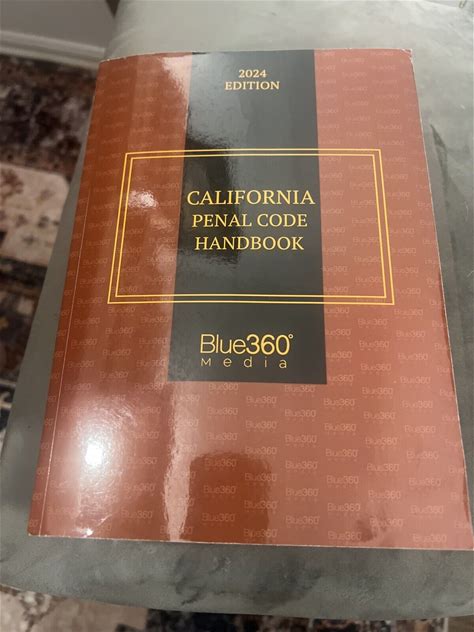 2024
EDITION
CALIFORNIA
PENAL CODE
HANDBOOK
Blue360°
Media